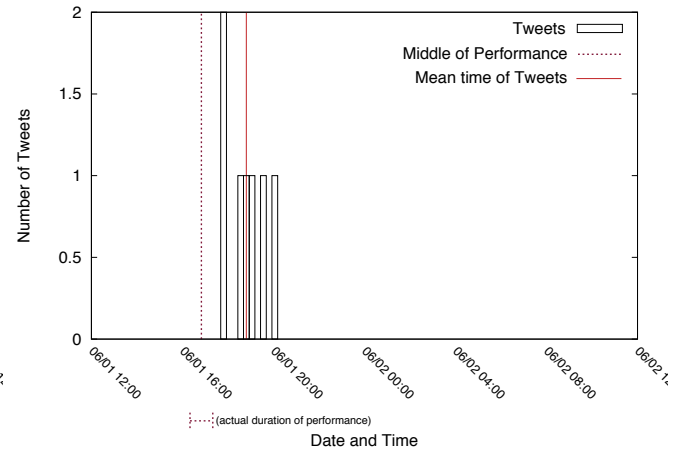 2
1.5
1
0.5
0
Number of Tweets
Tweets
Middle of Performance
Mean time of Tweets
06/01 12:00
06/01 16:00
06/01 20:00
06/02 00:00
06/02 04:00
06/02 08:00
(actual duration of performance)
Date and Time